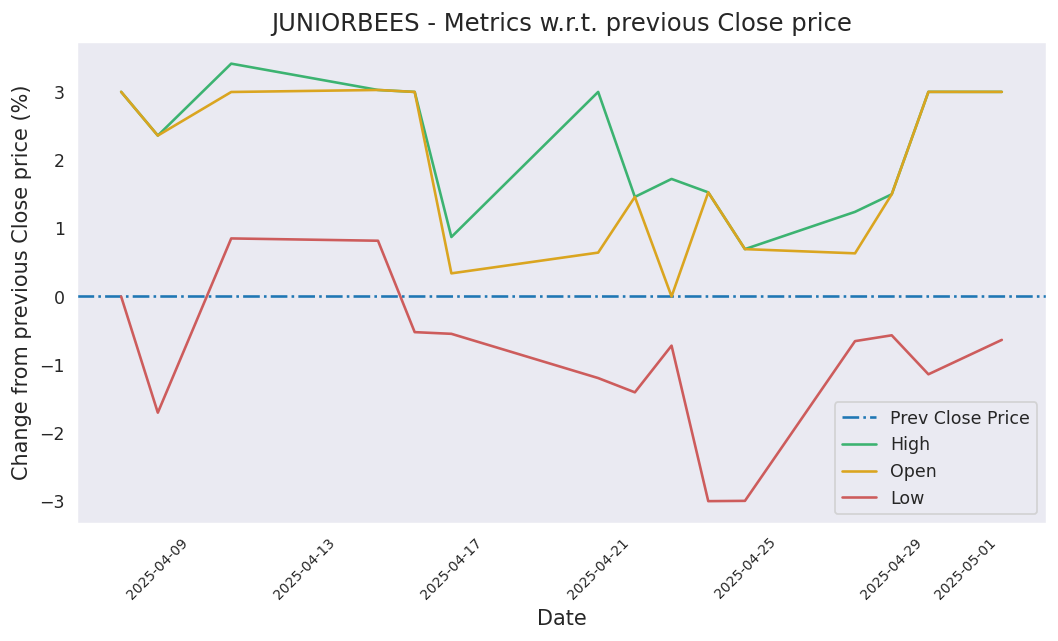 JUNIORBEES - Metrics w.r.t. previous Close price
Change from previous Close price (%)
3
2
1
0
−1
−2
−3
Prev Close Price
High
Open
Low
2025-04-09
2025-04-13
2025-04-17
2025-04-21
2025-04-25
2025-04-29
2025-05-01
Date